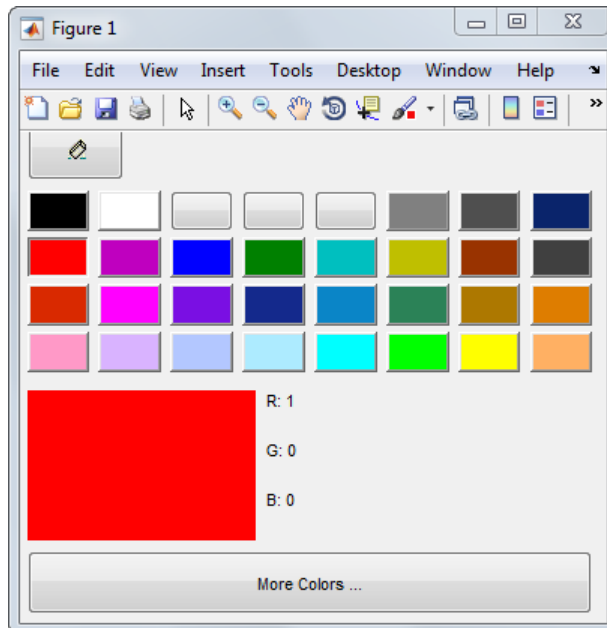 Figure 1
File Edit View Insert Tools Desktop Window Help
R: 1
G: 0
B: 0
More Colors ...